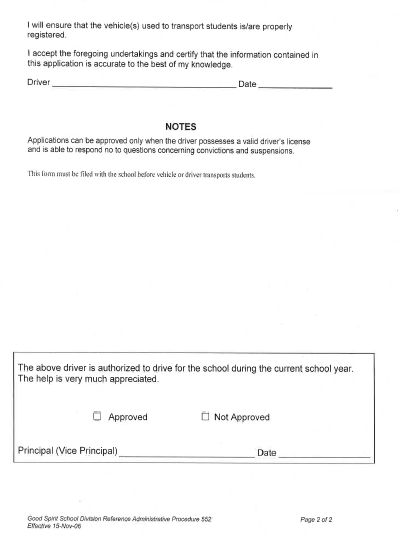 I will ensure that the vehicle(s) used to transport students is/are properly
registered.
I accept the foregoing undertakings and certify that the information contained in
this application is accurate to the best of my knowledge.
Driver ______ Date ______
NOTES
Applications can be approved only when the driver possesses a valid driver's license
and is able to respond no to questions concerning convictions and suspensions.
This form must be filed with the school before vehicle or driver transports students.
The above driver is authorized to drive for the school during the current school year.
The help is very much appreciated.
☐ Approved ☐ Not Approved
Principal (Vice Principal) ______ Date ______
Good Spirit School Division Reference Administrative Procedure 552 Page 2 of 2
Effective 15-Nov-06